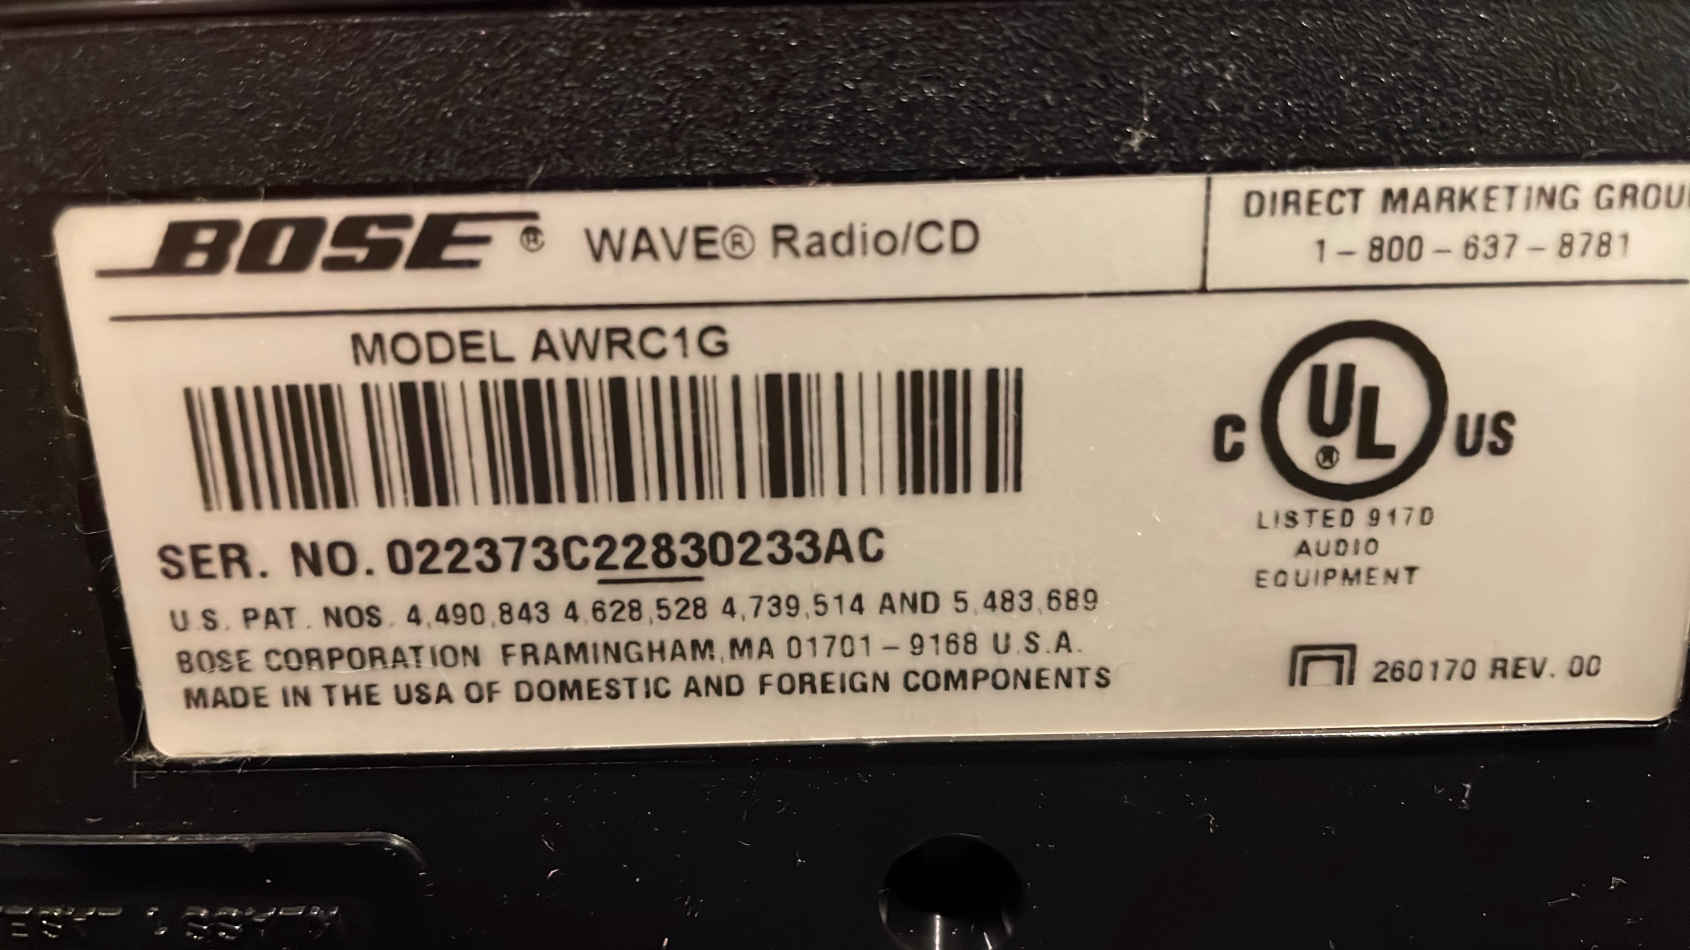 BOSE® WAVE® Radio/CD
DIRECT MARKETING GROU
1-800-637-8781
MODEL AWRC1G
SER. NO. 022373C22830233AC
U.S. PAT. NOS. 4,490,843 4,628,528 4,739,514 AND 5,483,689
BOSE CORPORATION FRAMINGHAM, MA 01701-9168 U.S.A.
MADE IN THE USA OF DOMESTIC AND FOREIGN COMPONENTS
C UL® US
LISTED 917D
AUDIO
EQUIPMENT
260170 REV. 00